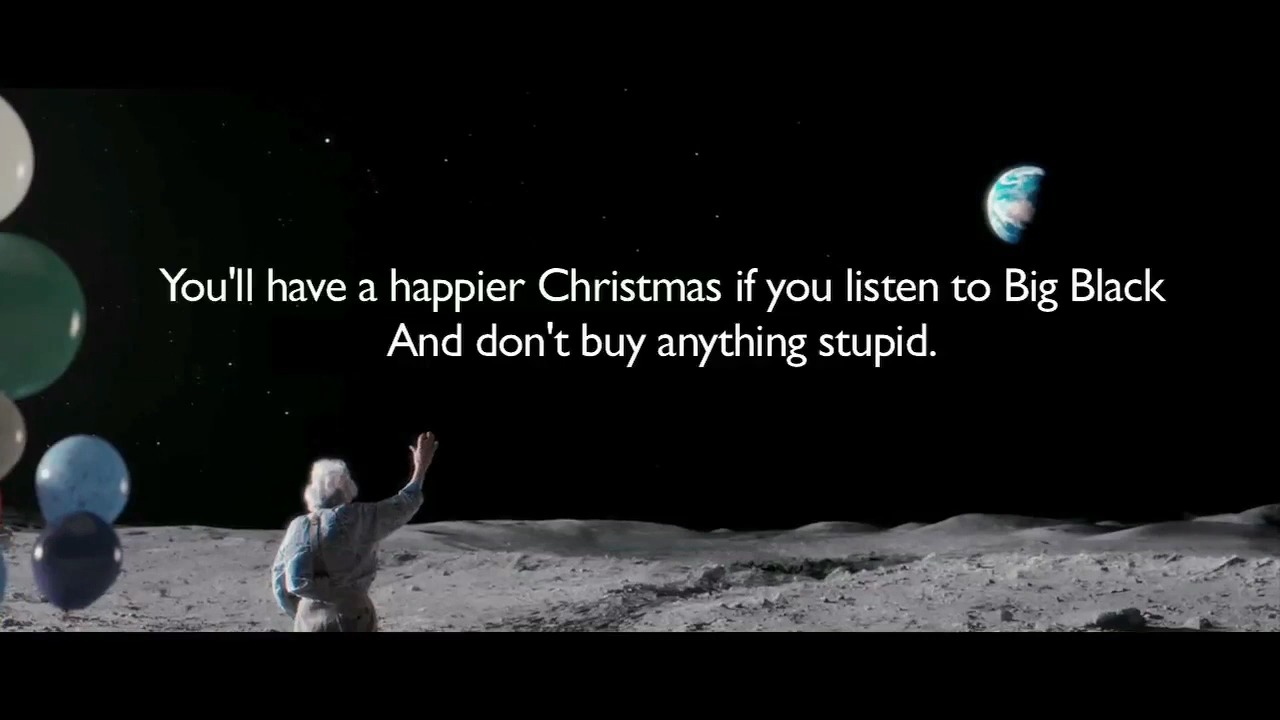 You'll have a happier Christmas if you listen to Big Black
And don't buy anything stupid.